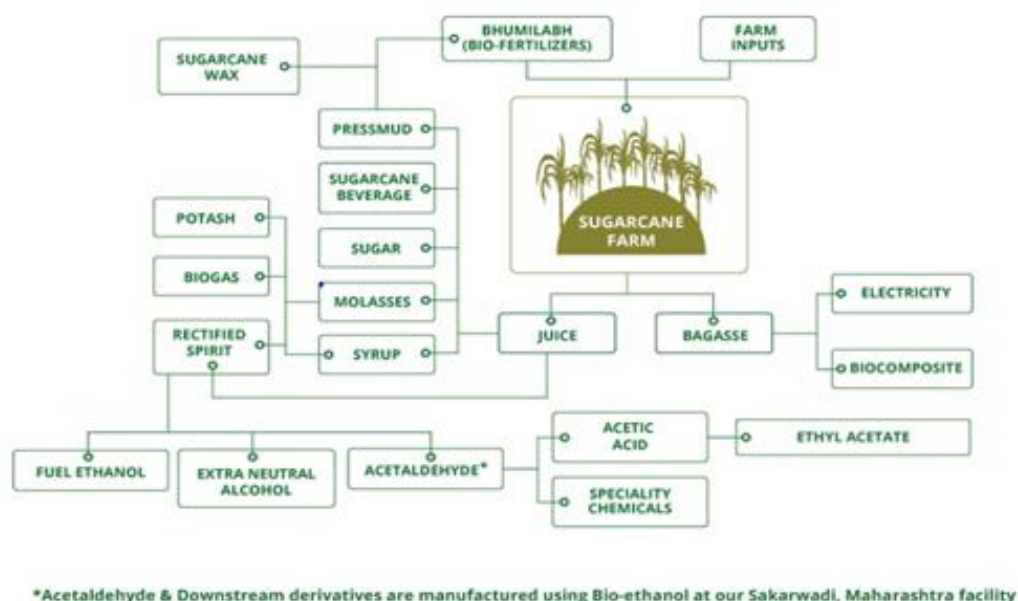 BHUMILABH
(BIO-FERTILIZERS)
FARM
INPUTS
SUGARCANE
WAX
PRESSMUD
SUGARCANE
BEVERAGE
POTASH
SUGARCANE
FARM
SUGAR
BIOGAS
MOLASSES
ELECTRICITY
RECTIFIED
SPIRIT
SYRUP
JUICE
BAGASSE
BIOCOMPOSITE
ACETIC
ACID
ETHYL ACETATE
FUEL ETHANOL
EXTRA NEUTRAL
ALCOHOL
ACETALDEHYDE*
SPECIALITY
CHEMICALS
*Acetaldehyde & Downstream derivatives are manufactured using Bio-ethanol at our Sakarwadi, Maharashtra facility